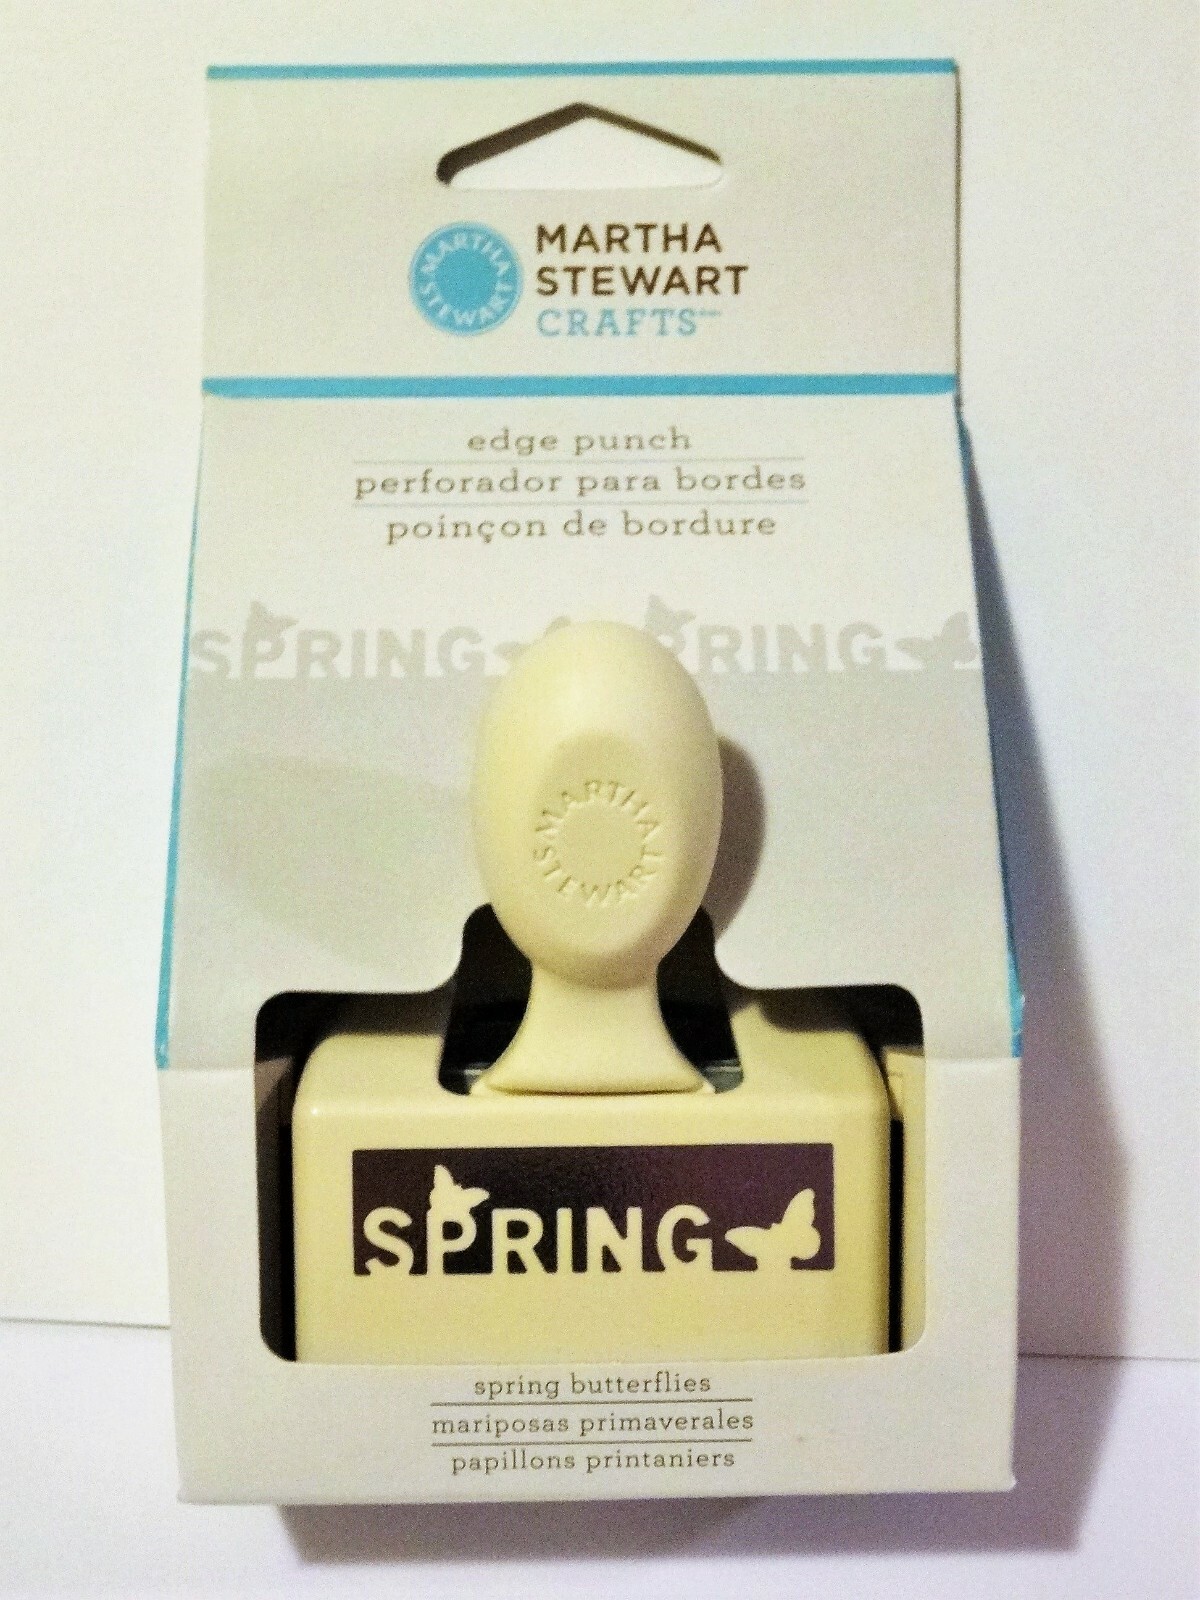 MARTHA STEWART
MARTHA
STEWART
CRAFTS™
edge punch
perforador para bordes
poinçon de bordure
SPRING SPRING
MARTHA STEWART
SPRING
spring butterflies
mariposas primaverales
papillons printaniers